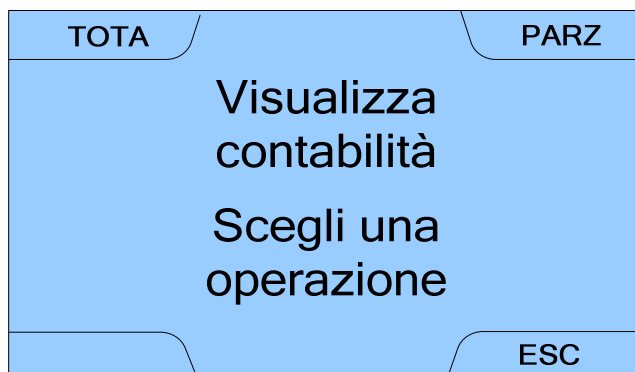 TOTA
PARZ
Visualizza
contabilità
Scegli una
operazione
ESC